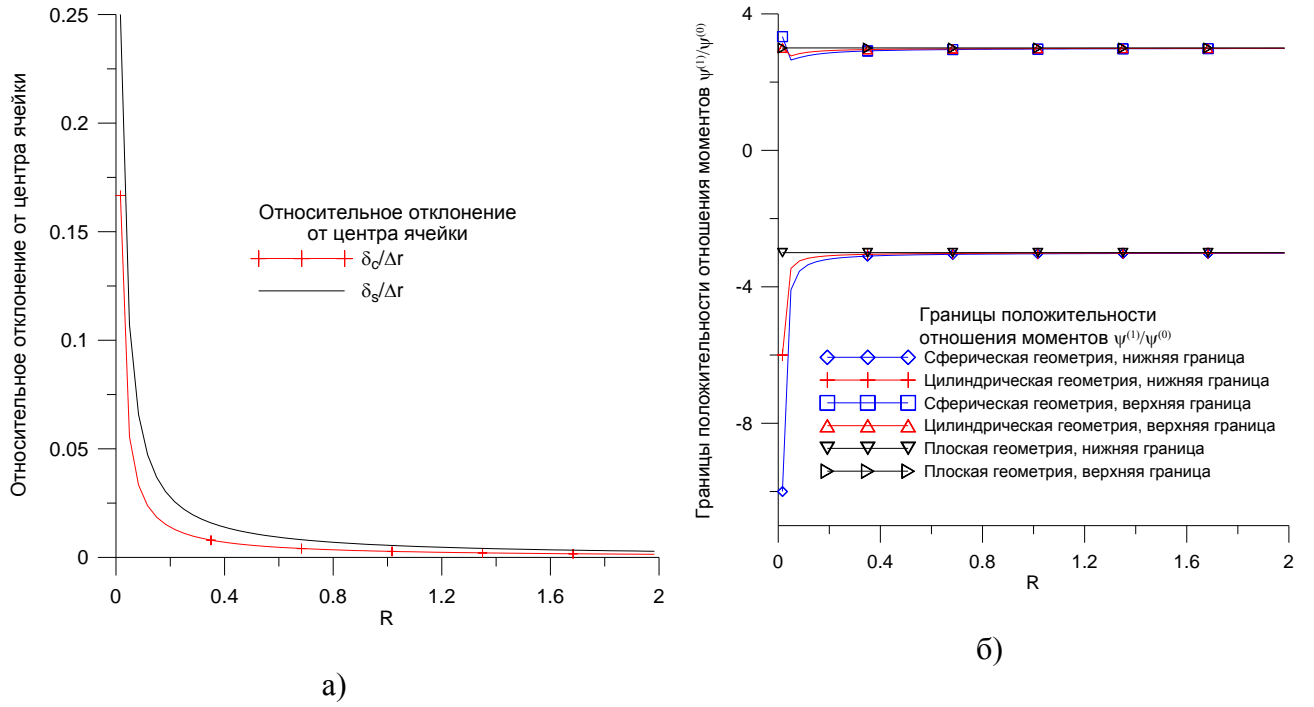 Относительное отклонение от центра ячейки
0.25
0.2
0.15
0.1
0.05
0
0
0.4
0.8
1.2
1.6
2
R
Относительное отклонение
от центра ячейки
δc/Δr
δs/Δr
а)
Границы положительности отношения моментов ψ(1)/ψ(0)
4
0
-4
-8
0
0.4
0.8
1.2
1.6
2
R
Границы положительности
отношения моментов ψ(1)/ψ(0)
Сферическая геометрия, нижняя граница
Цилиндрическая геометрия, нижняя граница
Сферическая геометрия, верхняя граница
Цилиндрическая геометрия, верхняя граница
Плоская геометрия, нижняя граница
Плоская геометрия, верхняя граница
б)